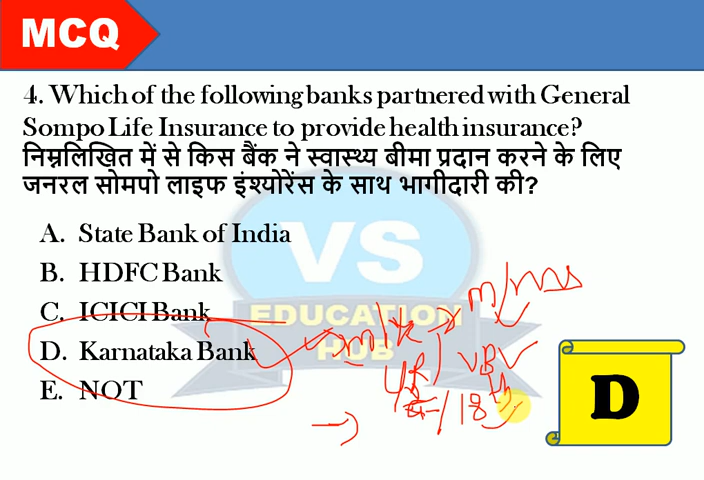 MCQ
4. Which of the following banks partnered with General
Sompo Life Insurance to provide health insurance?
निम्नलिखित में से किस बैंक ने स्वास्थ्य बीमा प्रदान करने के लिए
जनरल सोमपो लाइफ इंश्योरेंस के साथ भागीदारी की?
A. State Bank of India
B. HDFC Bank
C. ICICI Bank
D. Karnataka Bank
E. NOT
VS
EDUCATION
HUB
18th
D